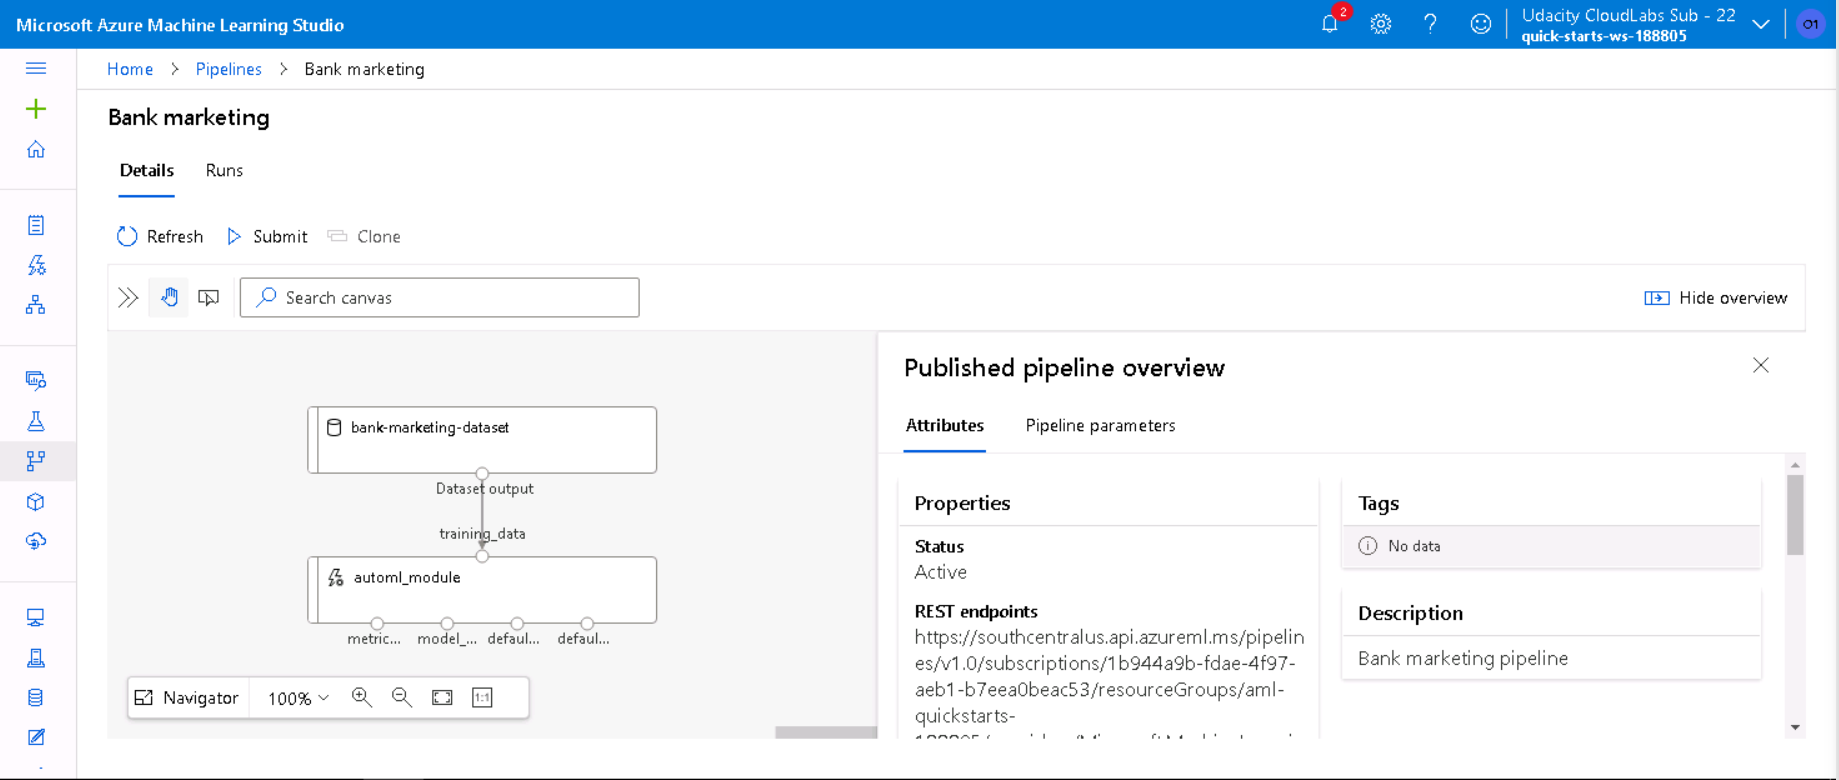 Microsoft Azure Machine Learning Studio
2
Udacity CloudLabs Sub - 22
quick-starts-ws-188805
O1
Home > Pipelines > Bank marketing
Bank marketing
Details Runs
Refresh Submit Clone
Search canvas
Hide overview
bank-marketing-dataset
Dataset output
training_data
automl_module
metric... model_... defaul... defaul...
Navigator 100% 1:1
Published pipeline overview
Attributes Pipeline parameters
Properties
Status
Active
REST endpoints
https://southcentralus.api.azureml.ms/pipelin
es/v1.0/subscriptions/1b944a9b-fdae-4f97-
aeb1-b7eea0beac53/resourceGroups/aml-
quickstarts-
Tags
No data
Description
Bank marketing pipeline